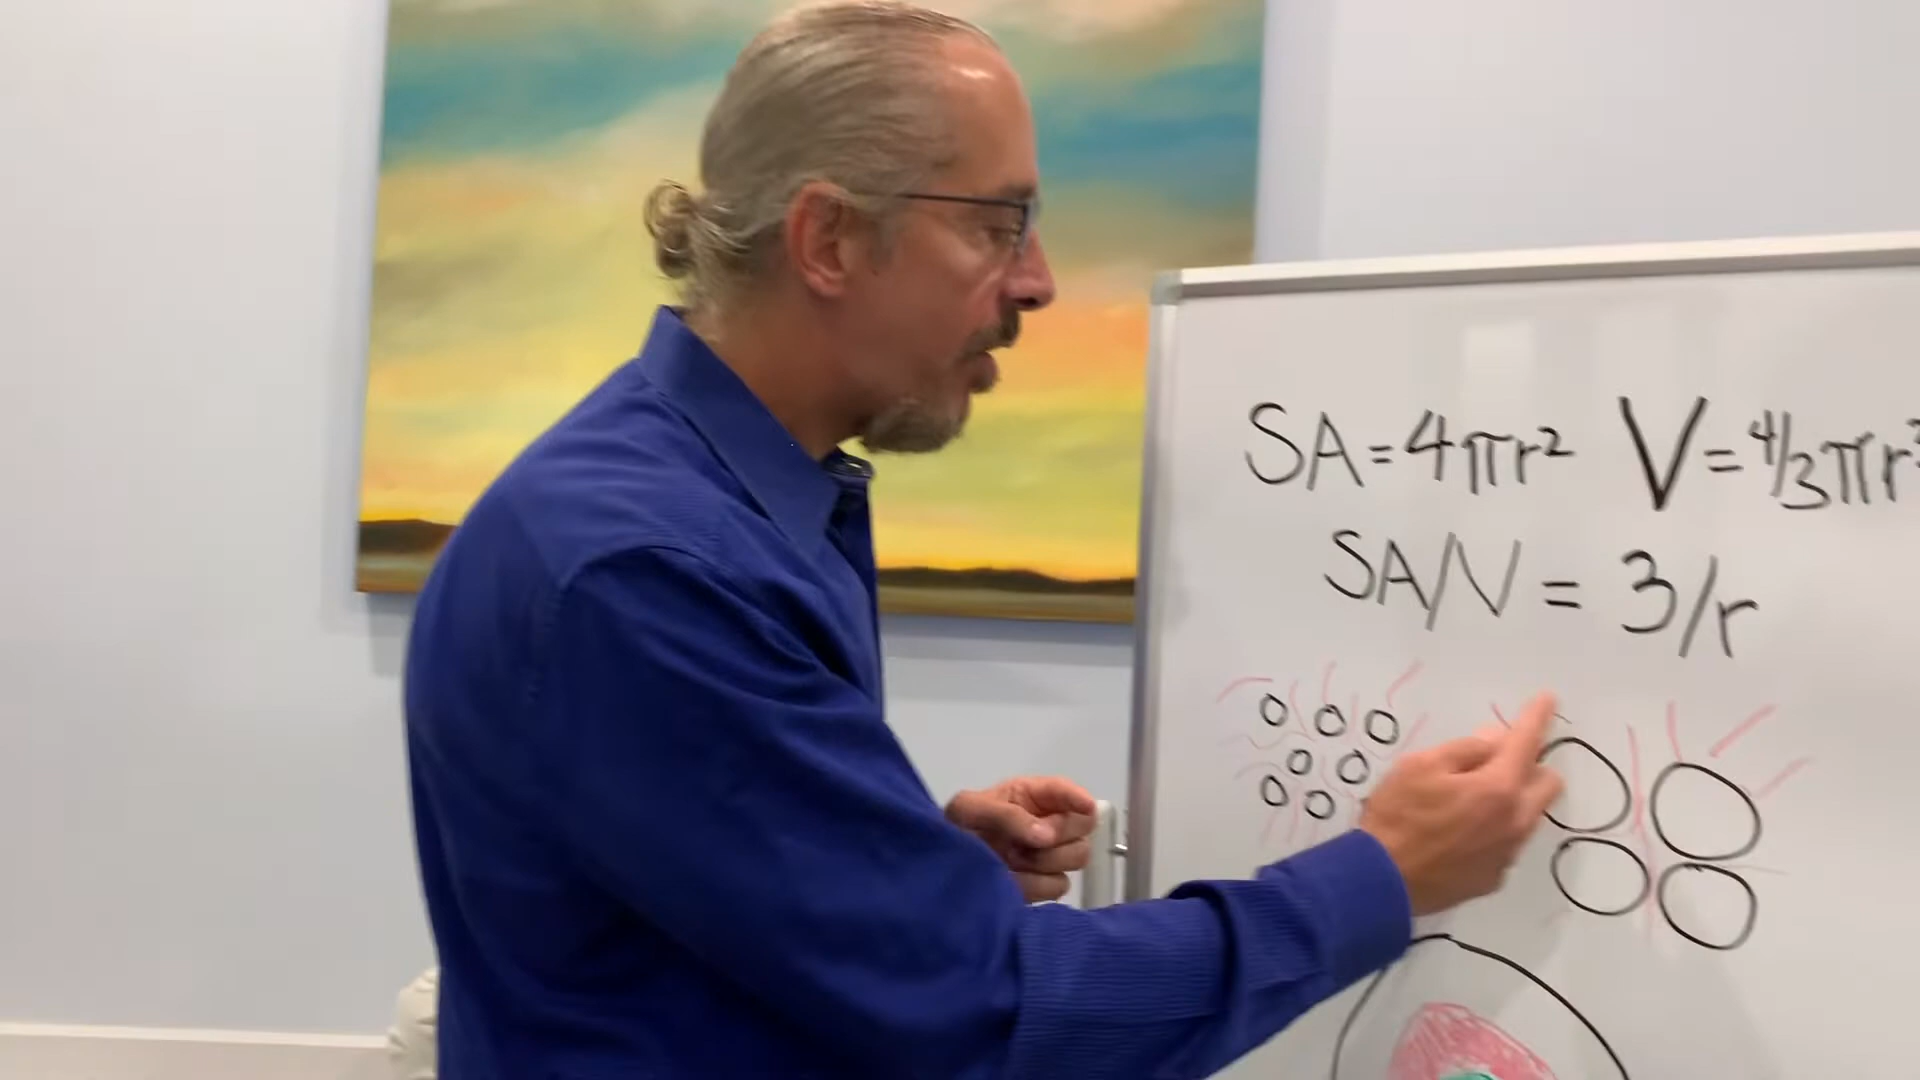 SA=4πr² V=4/3πr³
SA/V = 3/r